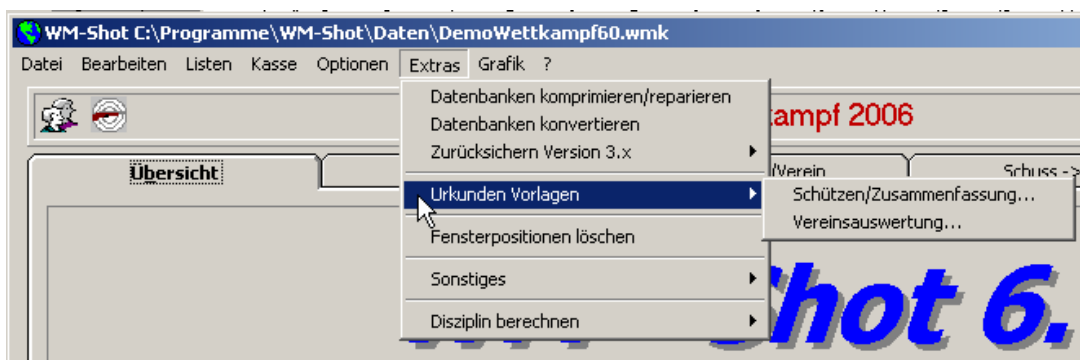 WM-Shot C:\Programme\WM-Shot\Daten\DemoWettkampf60.wmk
Datei Bearbeiten Listen Kasse Optionen Extras Grafik ?
ampf 2006
Übersicht /Verein Schuss ->
Datenbanken komprimieren/reparieren
Datenbanken konvertieren
Zurücksichern Version 3.x
Urkunden Vorlagen
Fensterpositionen löschen
Sonstiges
Disziplin berechnen
Schützen/Zusammenfassung...
Vereinsauswertung...
hot 6.